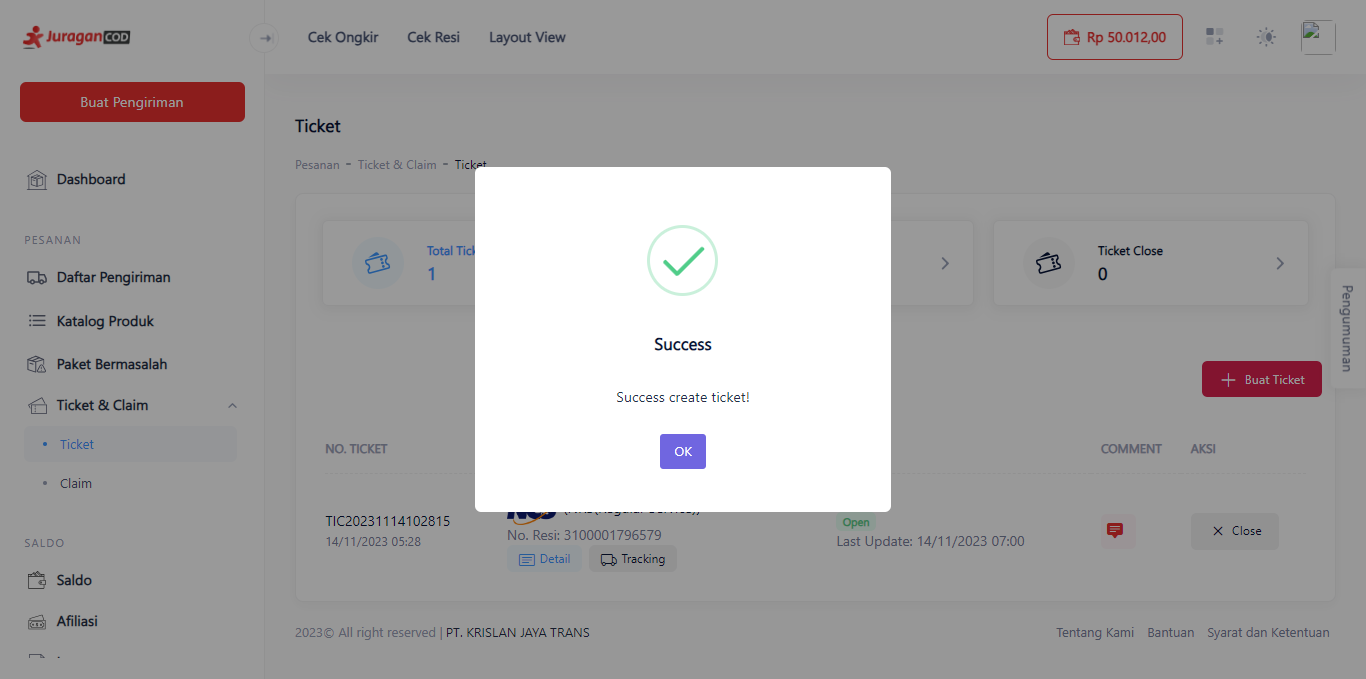 JuraganCOD
Cek Ongkir Cek Resi Layout View
Rp 50.012,00
Buat Pengiriman
Dashboard
PESANAN
Daftar Pengiriman
Katalog Produk
Paket Bermasalah
Ticket & Claim
Ticket
Claim
SALDO
Saldo
Afiliasi
Ticket
Pesanan - Ticket & Claim - Ticket
Total
1
Ticket Close
0
Pengumuman
Buat Ticket
Success
Success create ticket!
OK
NO. TICKET COMMENT AKSI
TIC20231114102815
14/11/2023 05:28
No. Resi: 3100001796579
Detail Tracking
Open
Last Update: 14/11/2023 07:00
Close
2023© All right reserved | PT. KRISLAN JAYA TRANS
Tentang Kami Bantuan Syarat dan Ketentuan